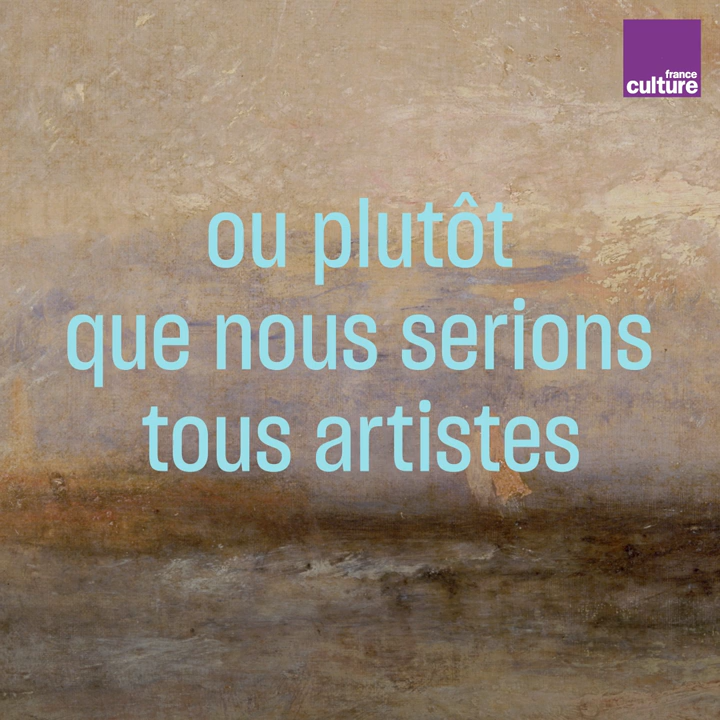 france
culture
ou plutôt
que nous serions
tous artistes